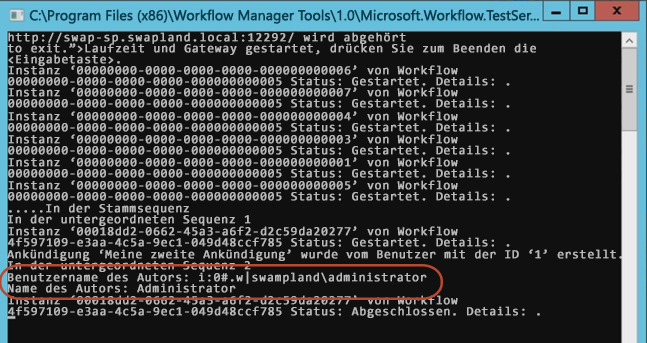 C:\Program Files (x86)\Workflow Manager Tools\1.0\Microsoft.Workflow.TestSer...
http://swap-sp.swapland.local:12292/ wird abgehört
to exit.”>Laufzeit und Gateway gestartet, drücken Sie zum Beenden die
<Eingabetaste>.
Instanz ‘00000000-0000-0000-0000-000000000006’ von Workflow
00000000-0000-0000-0000-000000000005 Status: Gestartet. Details: .
Instanz ‘00000000-0000-0000-0000-000000000007’ von Workflow
00000000-0000-0000-0000-000000000005 Status: Gestartet. Details: .
Instanz ‘00000000-0000-0000-0000-000000000004’ von Workflow
00000000-0000-0000-0000-000000000005 Status: Gestartet. Details: .
Instanz ‘00000000-0000-0000-0000-000000000003’ von Workflow
00000000-0000-0000-0000-000000000005 Status: Gestartet. Details: .
Instanz ‘00000000-0000-0000-0000-000000000001’ von Workflow
00000000-0000-0000-0000-000000000005 Status: Gestartet. Details: .
Instanz ‘00000000-0000-0000-0000-000000000005’ von Workflow
00000000-0000-0000-0000-000000000005 Status: Gestartet. Details: .
.....In der Stammsequenz
In der untergeordneten Sequenz 1
Instanz ‘00018dd2-0662-45a3-a6f2-d2c59da20277’ von Workflow
4f597109-e3aa-4c5a-9ec1-049d48ccf785 Status: Gestartet. Details: .
Ankündigung ‘Meine zweite Ankündigung’ wurde vom Benutzer mit der ID ‘1’ erstellt.
In der untergeordneten Sequenz 2
Benutzername des Autors: i:0#.w|swampland\administrator
Name des Autors: Administrator
Instanz ‘00018dd2-0662-45a3-a6f2-d2c59da20277’ von Workflow
4f597109-e3aa-4c5a-9ec1-049d48ccf785 Status: Abgeschlossen. Details: .